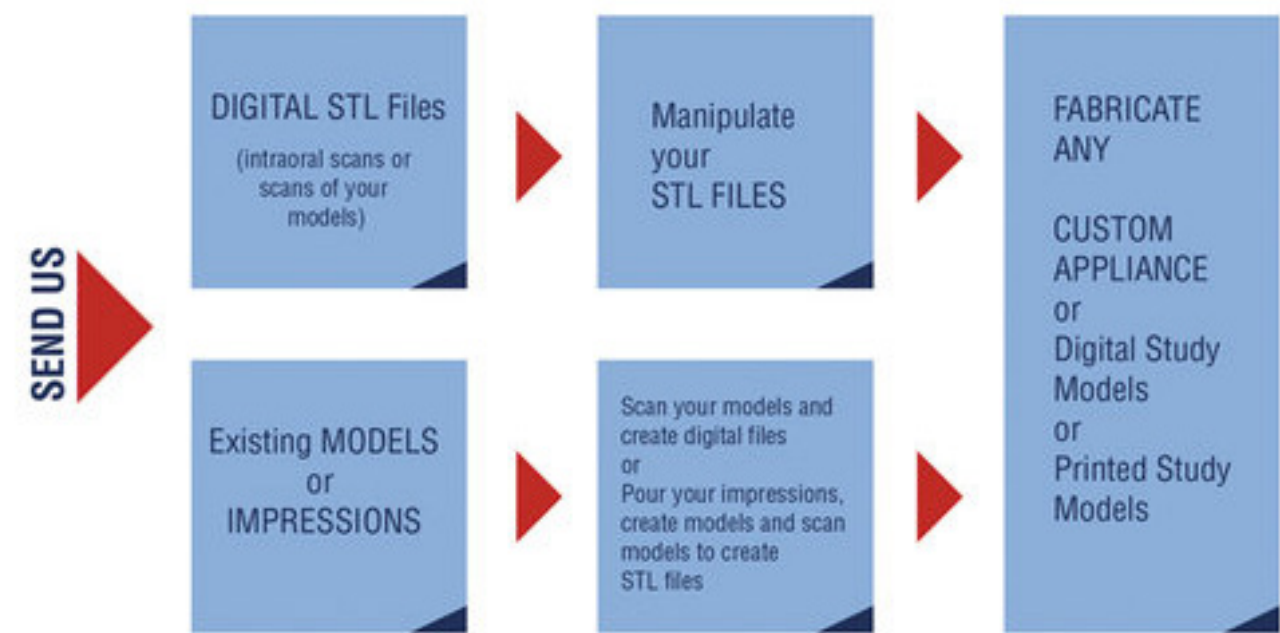 SEND US
DIGITAL STL Files
(intraoral scans or
scans of your
models)
Manipulate
your
STL FILES
Existing MODELS
or
IMPRESSIONS
Scan your models and
create digital files
or
Pour your impressions,
create models and scan
models to create
STL files
FABRICATE
ANY
CUSTOM
APPLIANCE
or
Digital Study
Models
or
Printed Study
Models